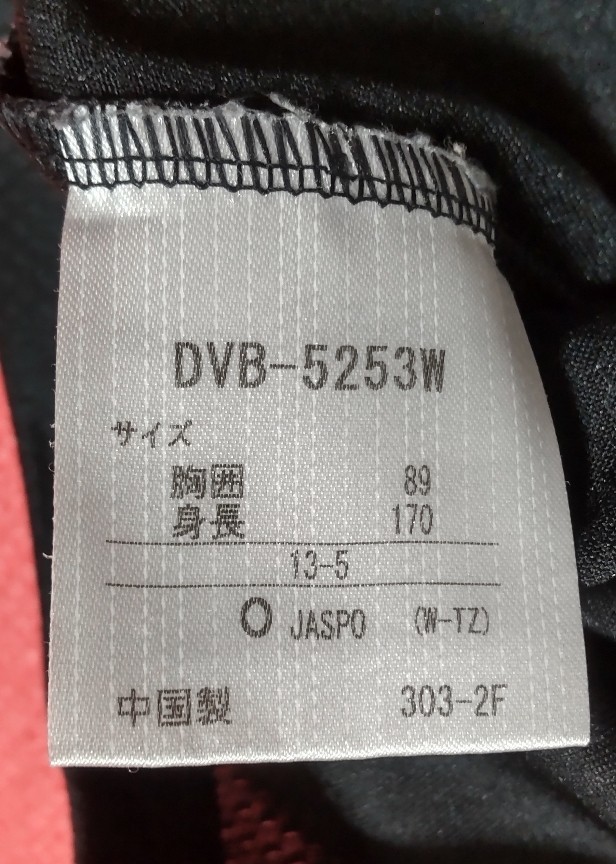 DVB-5253W
サイズ
胸囲 89
身長 170
13-5
O JASPO (W-TZ)
中国製 303-2F